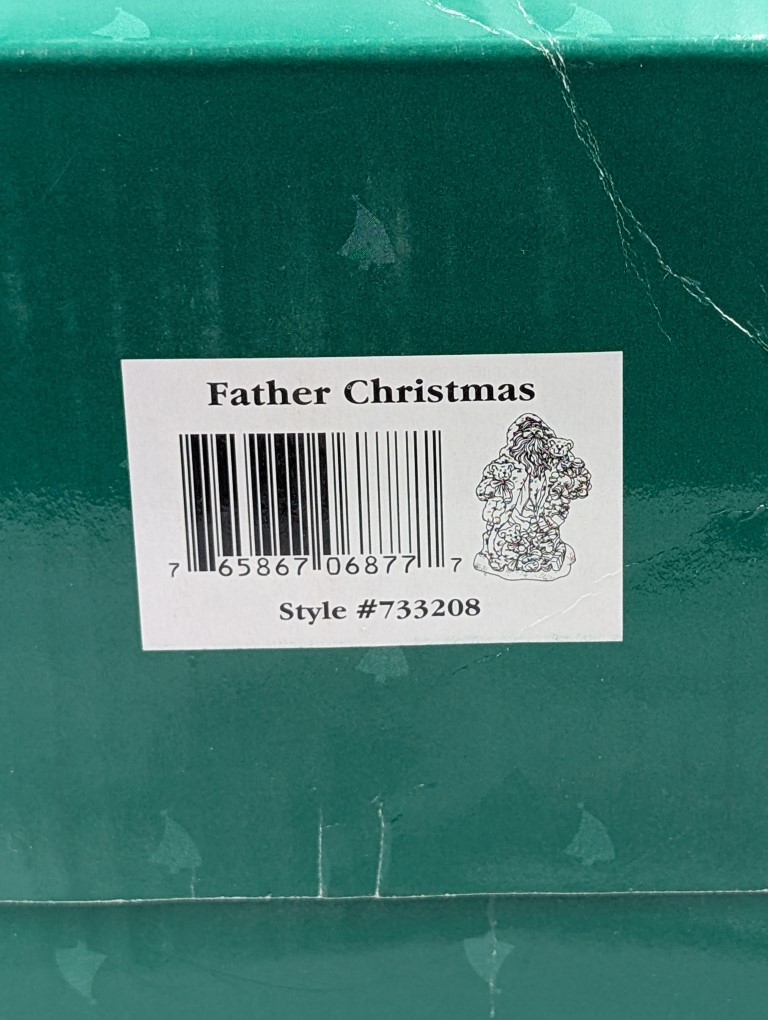 Father Christmas
7 65867 06877 7
Style #733208